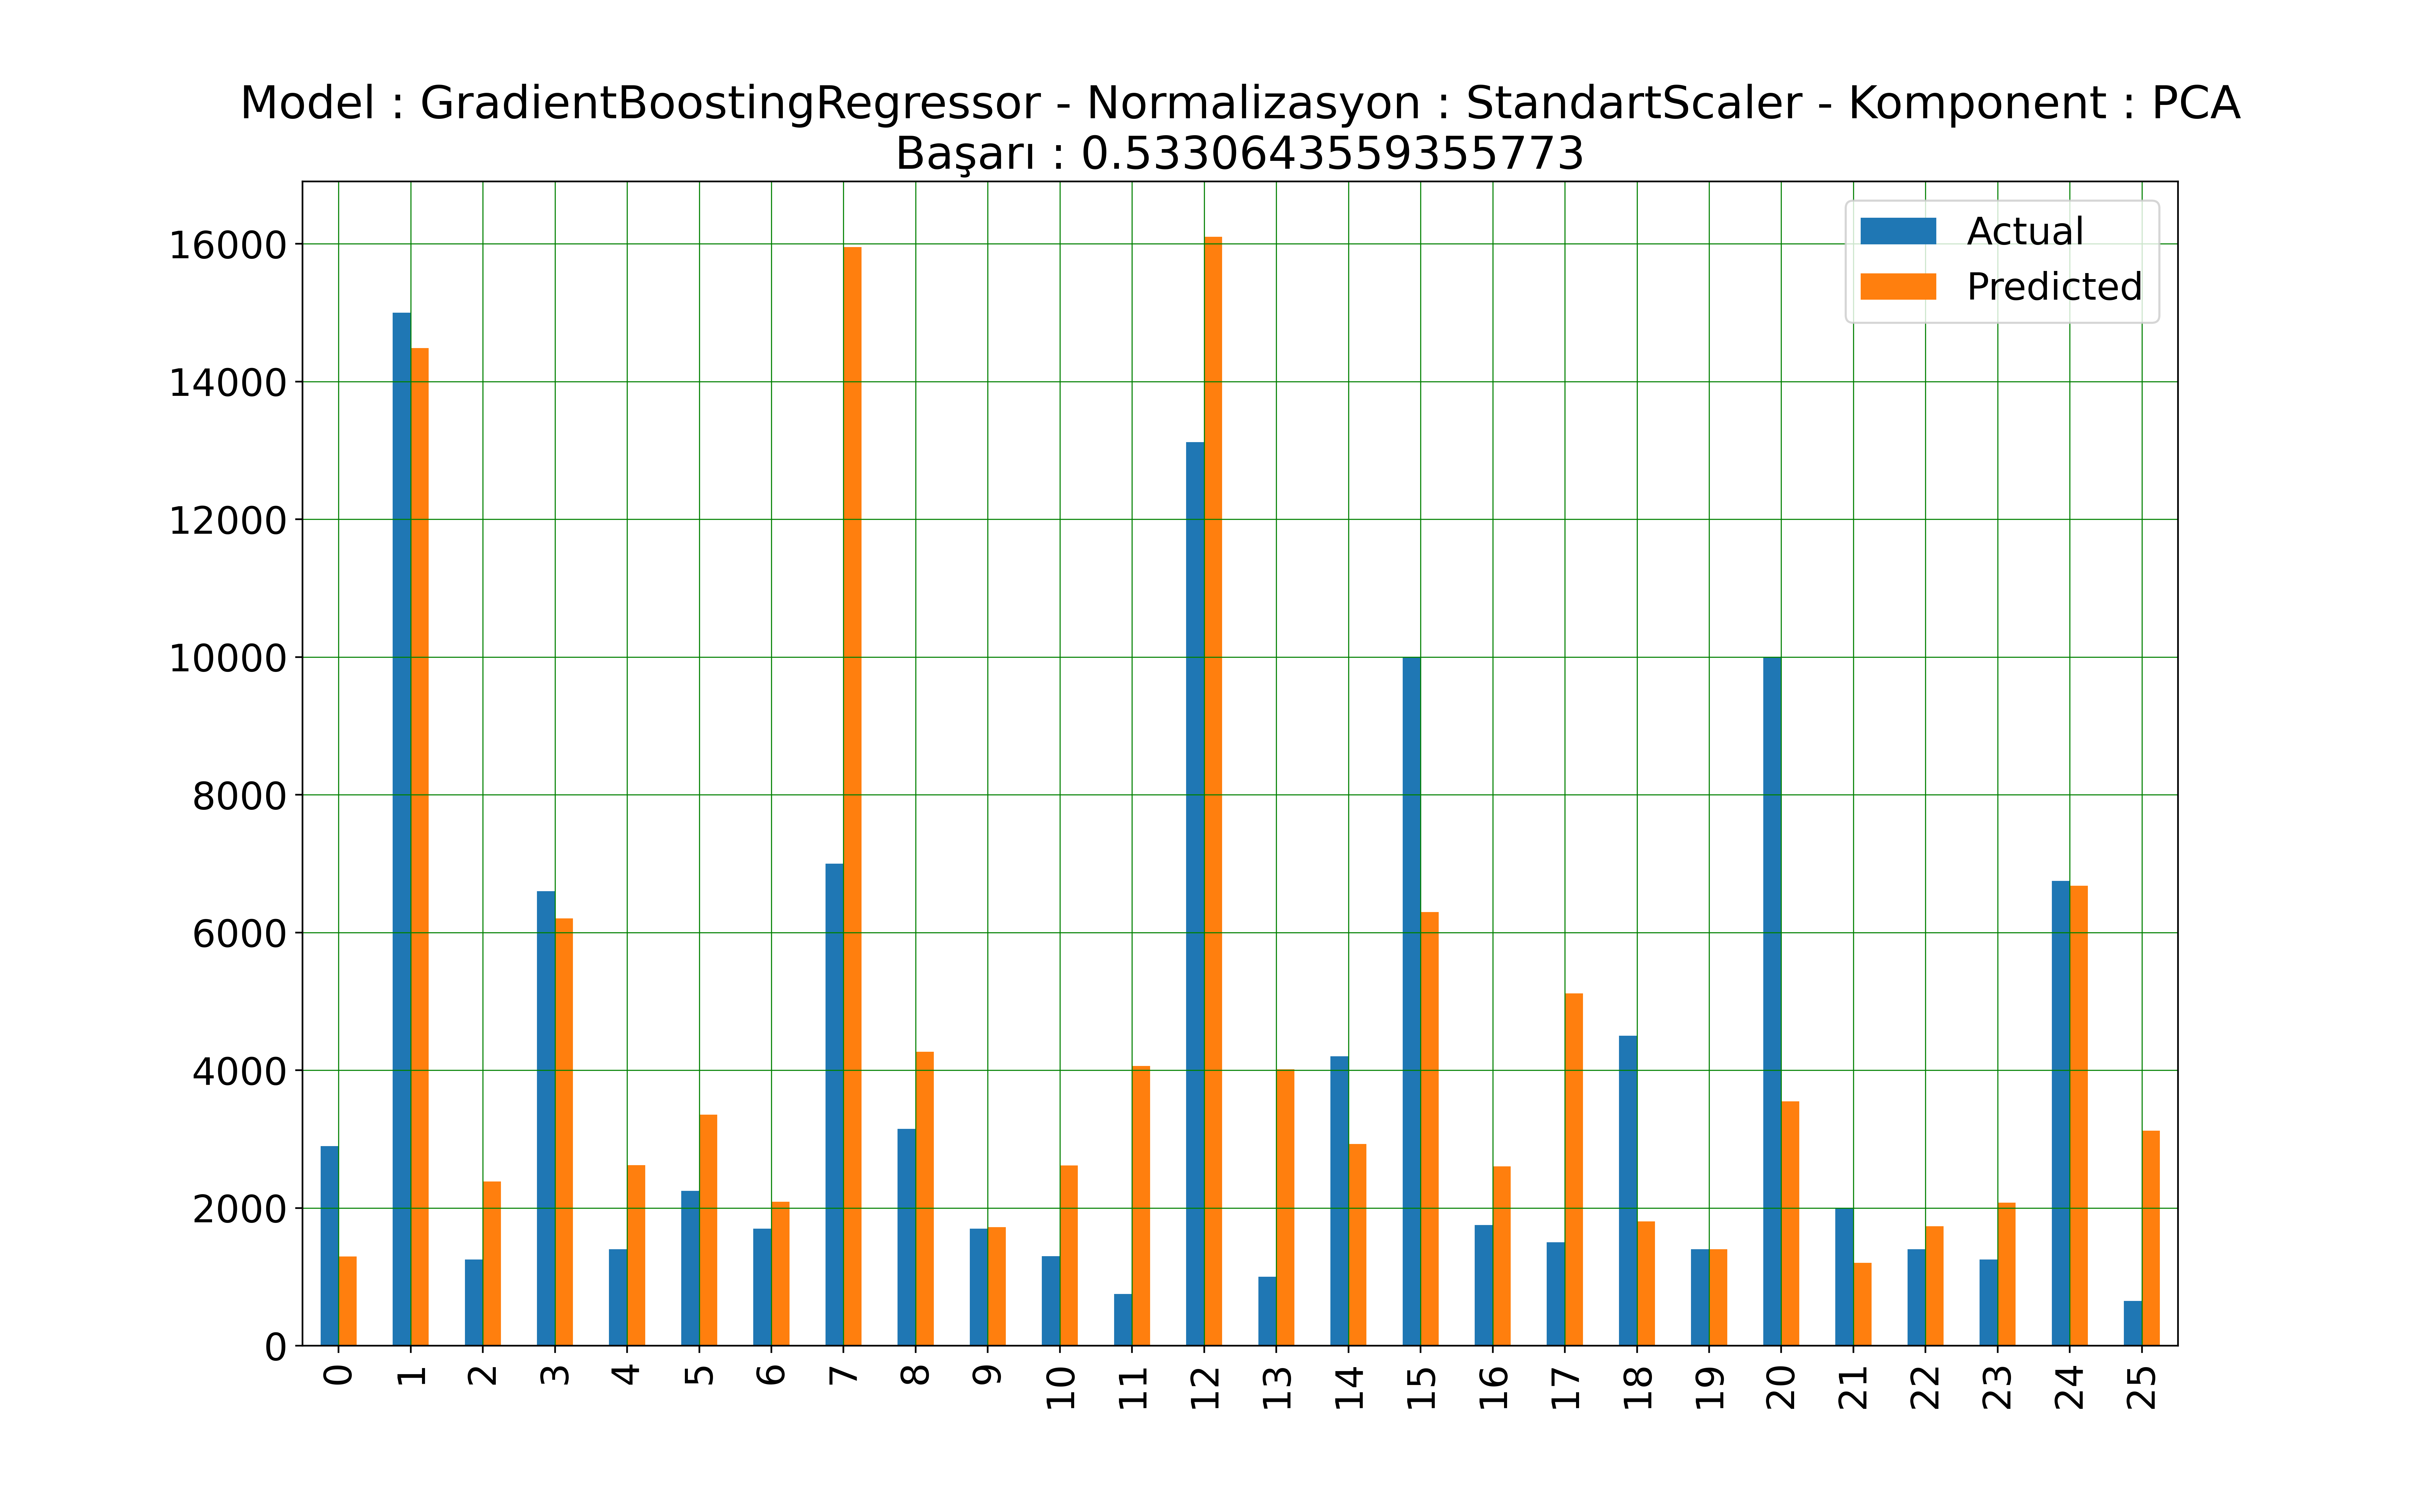 Model : GradientBoostingRegressor - Normalizasyon : StandartScaler - Komponent : PCA
Başarı : 0.5330643559355773
Actual
Predicted
16000
14000
12000
10000
8000
6000
4000
2000
0
0 1 2 3 4 5 6 7 8 9 10 11 12 13 14 15 16 17 18 19 20 21 22 23 24 25